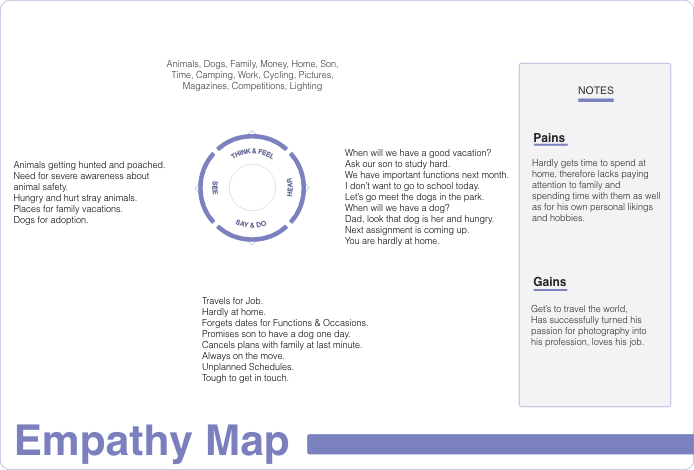 Animals, Dogs, Family, Money, Home, Son,
Time, Camping, Work, Cycling, Pictures,
Magazines, Competitions, Lighting
THINK & FEEL
SEE
HEAR
SAY & DO
Animals getting hunted and poached.
Need for severe awareness about
animal safety.
Hungry and hurt stray animals.
Places for family vacations.
Dogs for adoption.
When will we have a good vacation?
Ask our son to study hard.
We have important functions next month.
I don't want to go to school today.
Let's go meet the dogs in the park.
When will we have a dog?
Dad, look that dog is her and hungry.
Next assignment is coming up.
You are hardly at home.
Travels for Job.
Hardly at home.
Forgets dates for Functions & Occasions.
Promises son to have a dog one day.
Cancels plans with family at last minute.
Always on the move.
Unplanned Schedules.
Tough to get in touch.
NOTES
Pains
Hardly gets time to spend at
home, therefore lacks paying
attention to family and
spending time with them as well
as for his own personal likings
and hobbies.
Gains
Get's to travel the world,
Has successfully turned his
passion for photography into
his profession, loves his job.
Empathy Map